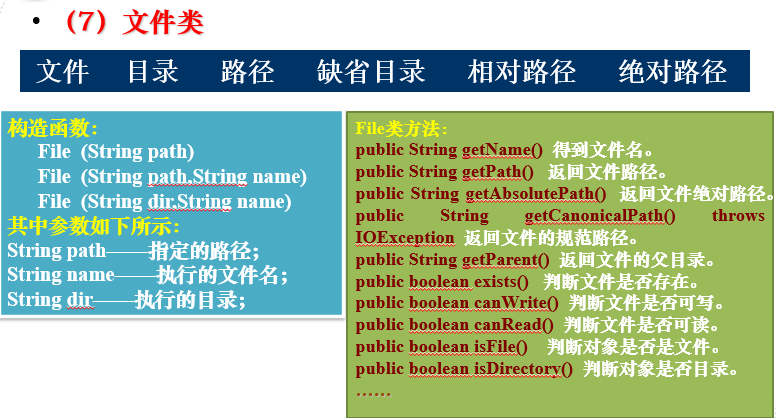 • （7）文件类
文件 目录 路径 缺省目录 相对路径 绝对路径
构造函数：
File (String path)
File (String path,String name)
File (String dir,String name)
其中参数如下所示：
String path——指定的路径；
String name——执行的文件名；
String dir——执行的目录；
File类方法：
public String getName() 得到文件名。
public String getPath() 返回文件路径。
public String getAbsolutePath() 返回文件绝对路径。
public String getCanonicalPath() throws
IOException 返回文件的规范路径。
public String getParent() 返回文件的父目录。
public boolean exists() 判断文件是否存在。
public boolean canWrite() 判断文件是否可写。
public boolean canRead() 判断文件是否可读。
public boolean isFile() 判断对象是否是文件。
public boolean isDirectory() 判断对象是否目录。
……